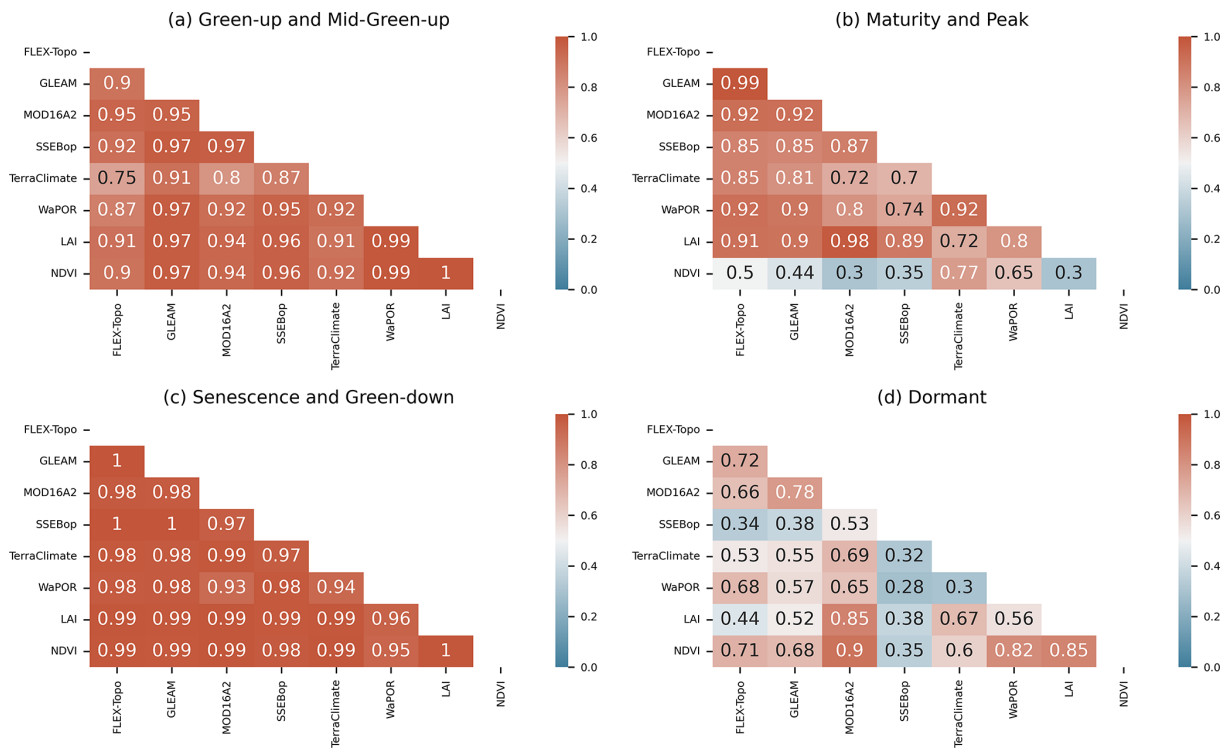 (a) Green-up and Mid-Green-up
FLEX-Topo
GLEAM 0.9
MOD16A2 0.95 0.95
SSEBop 0.92 0.97 0.97
TerraClimate 0.75 0.91 0.8 0.87
WaPOR 0.87 0.97 0.92 0.95 0.92
LAI 0.91 0.97 0.94 0.96 0.91 0.99
NDVI 0.9 0.97 0.94 0.96 0.92 0.99 1
FLEX-Topo GLEAM MOD16A2 SSEBop TerraClimate WaPOR LAI NDVI
1.0
0.8
0.6
0.4
0.2
0.0
(b) Maturity and Peak
FLEX-Topo
GLEAM 0.99
MOD16A2 0.92 0.92
SSEBop 0.85 0.85 0.87
TerraClimate 0.85 0.81 0.72 0.7
WaPOR 0.92 0.9 0.8 0.74 0.92
LAI 0.91 0.9 0.98 0.89 0.72 0.8
NDVI 0.5 0.44 0.3 0.35 0.77 0.65 0.3
FLEX-Topo GLEAM MOD16A2 SSEBop TerraClimate WaPOR LAI NDVI
1.0
0.8
0.6
0.4
0.2
0.0
(c) Senescence and Green-down
FLEX-Topo
GLEAM 1
MOD16A2 0.98 0.98
SSEBop 1 1 0.97
TerraClimate 0.98 0.98 0.99 0.97
WaPOR 0.98 0.98 0.93 0.98 0.94
LAI 0.99 0.99 0.99 0.99 0.99 0.96
NDVI 0.99 0.99 0.99 0.98 0.99 0.95 1
FLEX-Topo GLEAM MOD16A2 SSEBop TerraClimate WaPOR LAI NDVI
1.0
0.8
0.6
0.4
0.2
0.0
(d) Dormant
FLEX-Topo
GLEAM 0.72
MOD16A2 0.66 0.78
SSEBop 0.34 0.38 0.53
TerraClimate 0.53 0.55 0.69 0.32
WaPOR 0.68 0.57 0.65 0.28 0.3
LAI 0.44 0.52 0.85 0.38 0.67 0.56
NDVI 0.71 0.68 0.9 0.35 0.6 0.82 0.85
FLEX-Topo GLEAM MOD16A2 SSEBop TerraClimate WaPOR LAI NDVI
1.0
0.8
0.6
0.4
0.2
0.0